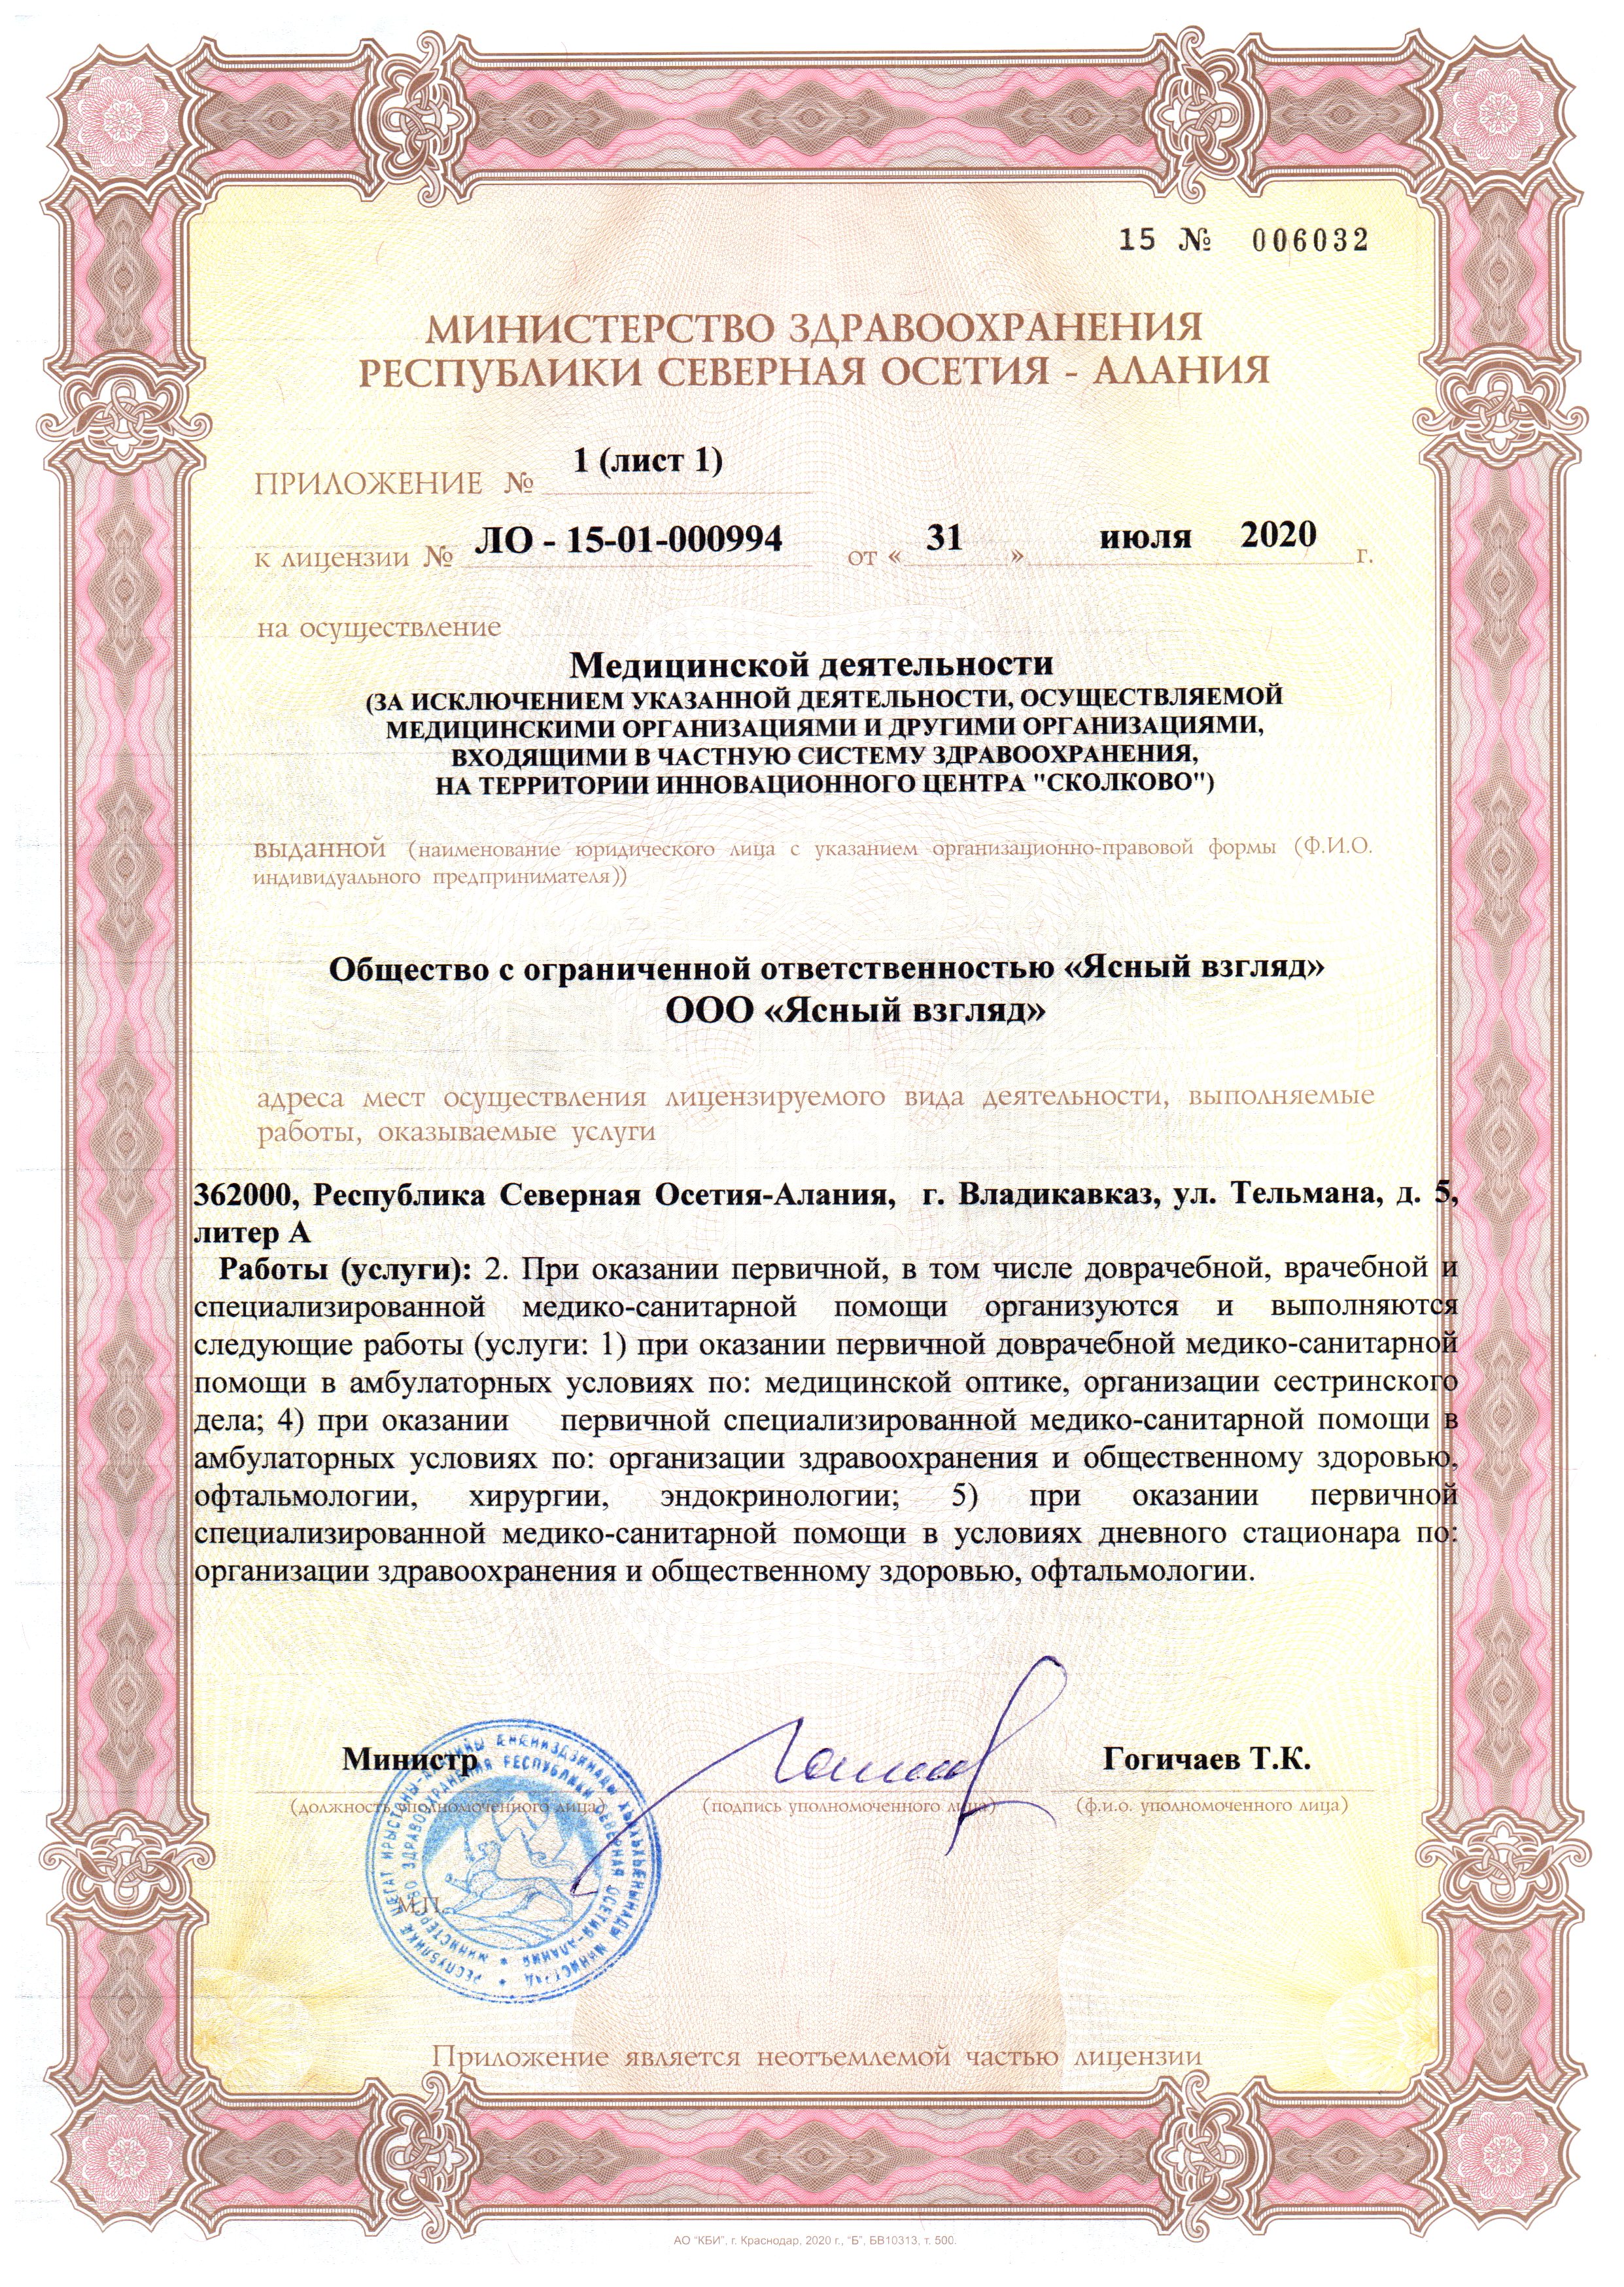 15 № 006032
МИНИСТЕРСТВО ЗДРАВООХРАНЕНИЯ
РЕСПУБЛИКИ СЕВЕРНАЯ ОСЕТИЯ - АЛАНИЯ
ПРИЛОЖЕНИЕ № 1 (лист 1)
к лицензии № ЛО - 15-01-000994 от « 31 » июля 2020 г.
на осуществление
Медицинской деятельности
(ЗА ИСКЛЮЧЕНИЕМ УКАЗАННОЙ ДЕЯТЕЛЬНОСТИ, ОСУЩЕСТВЛЯЕМОЙ
МЕДИЦИНСКИМИ ОРГАНИЗАЦИЯМИ И ДРУГИМИ ОРГАНИЗАЦИЯМИ,
ВХОДЯЩИМИ В ЧАСТНУЮ СИСТЕМУ ЗДРАВООХРАНЕНИЯ,
НА ТЕРРИТОРИИ ИННОВАЦИОННОГО ЦЕНТРА "СКОЛКОВО")
выданной (наименование юридического лица с указанием организационно-правовой формы (Ф.И.О.
индивидуального предпринимателя))
Общество с ограниченной ответственностью «Ясный взгляд»
ООО «Ясный взгляд»
адреса мест осуществления лицензируемого вида деятельности, выполняемые
работы, оказываемые услуги
362000, Республика Северная Осетия-Алания, г. Владикавказ, ул. Тельмана, д. 5,
литер А
Работы (услуги): 2. При оказании первичной, в том числе доврачебной, врачебной и
специализированной медико-санитарной помощи организуются и выполняются
следующие работы (услуги: 1) при оказании первичной доврачебной медико-санитарной
помощи в амбулаторных условиях по: медицинской оптике, организации сестринского
дела; 4) при оказании первичной специализированной медико-санитарной помощи в
амбулаторных условиях по: организации здравоохранения и общественному здоровью,
офтальмологии, хирургии, эндокринологии; 5) при оказании первичной
специализированной медико-санитарной помощи в условиях дневного стационара по:
организации здравоохранения и общественному здоровью, офтальмологии.
Министр Гогичаев Т.К.
(должность уполномоченного лица) (подпись уполномоченного лица) (ф.и.о. уполномоченного лица)
МИНИСТЕРСТВО ЗДРАВООХРАНЕНИЯ РЕСПУБЛИКИ СЕВЕРНАЯ ОСЕТИЯ-АЛАНИЯ
М.П.
Приложение является неотъемлемой частью лицензии
АО "КБИ", г. Краснодар, 2020 г., "Б", БВ10313, т. 500.